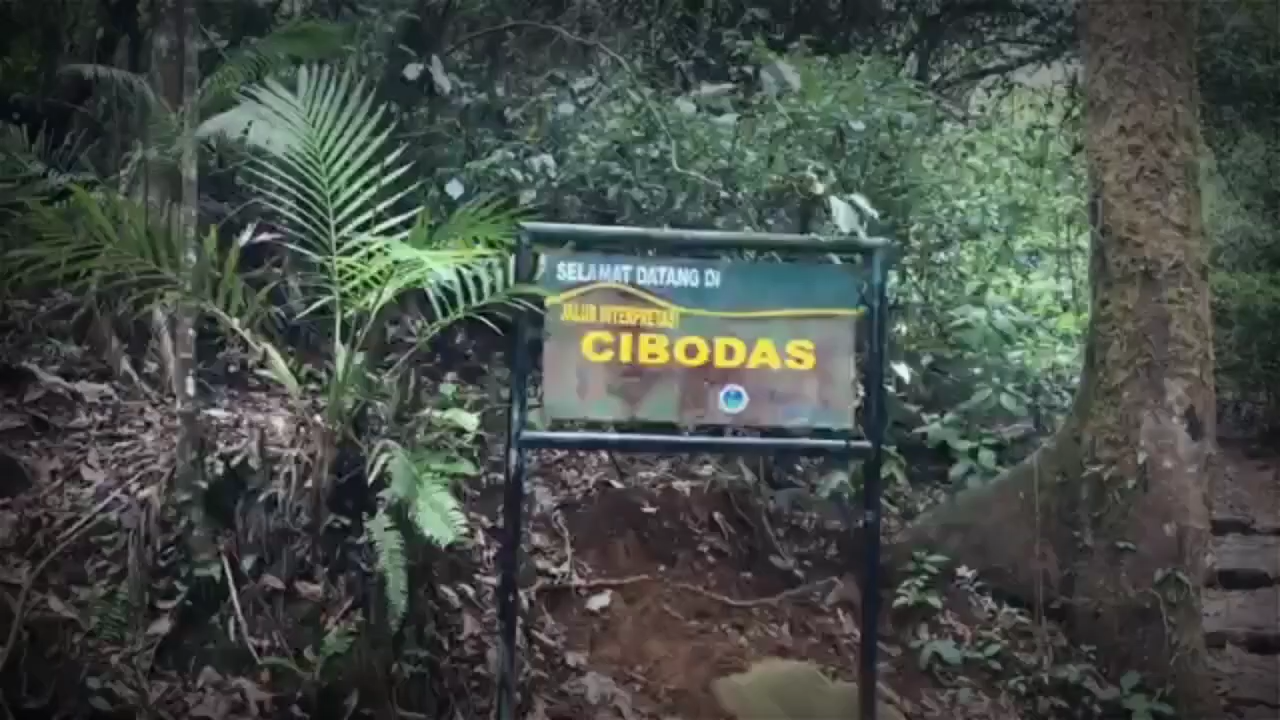 SELAMAT DATANG DI
JALUR INTERPRETASI
CIBODAS